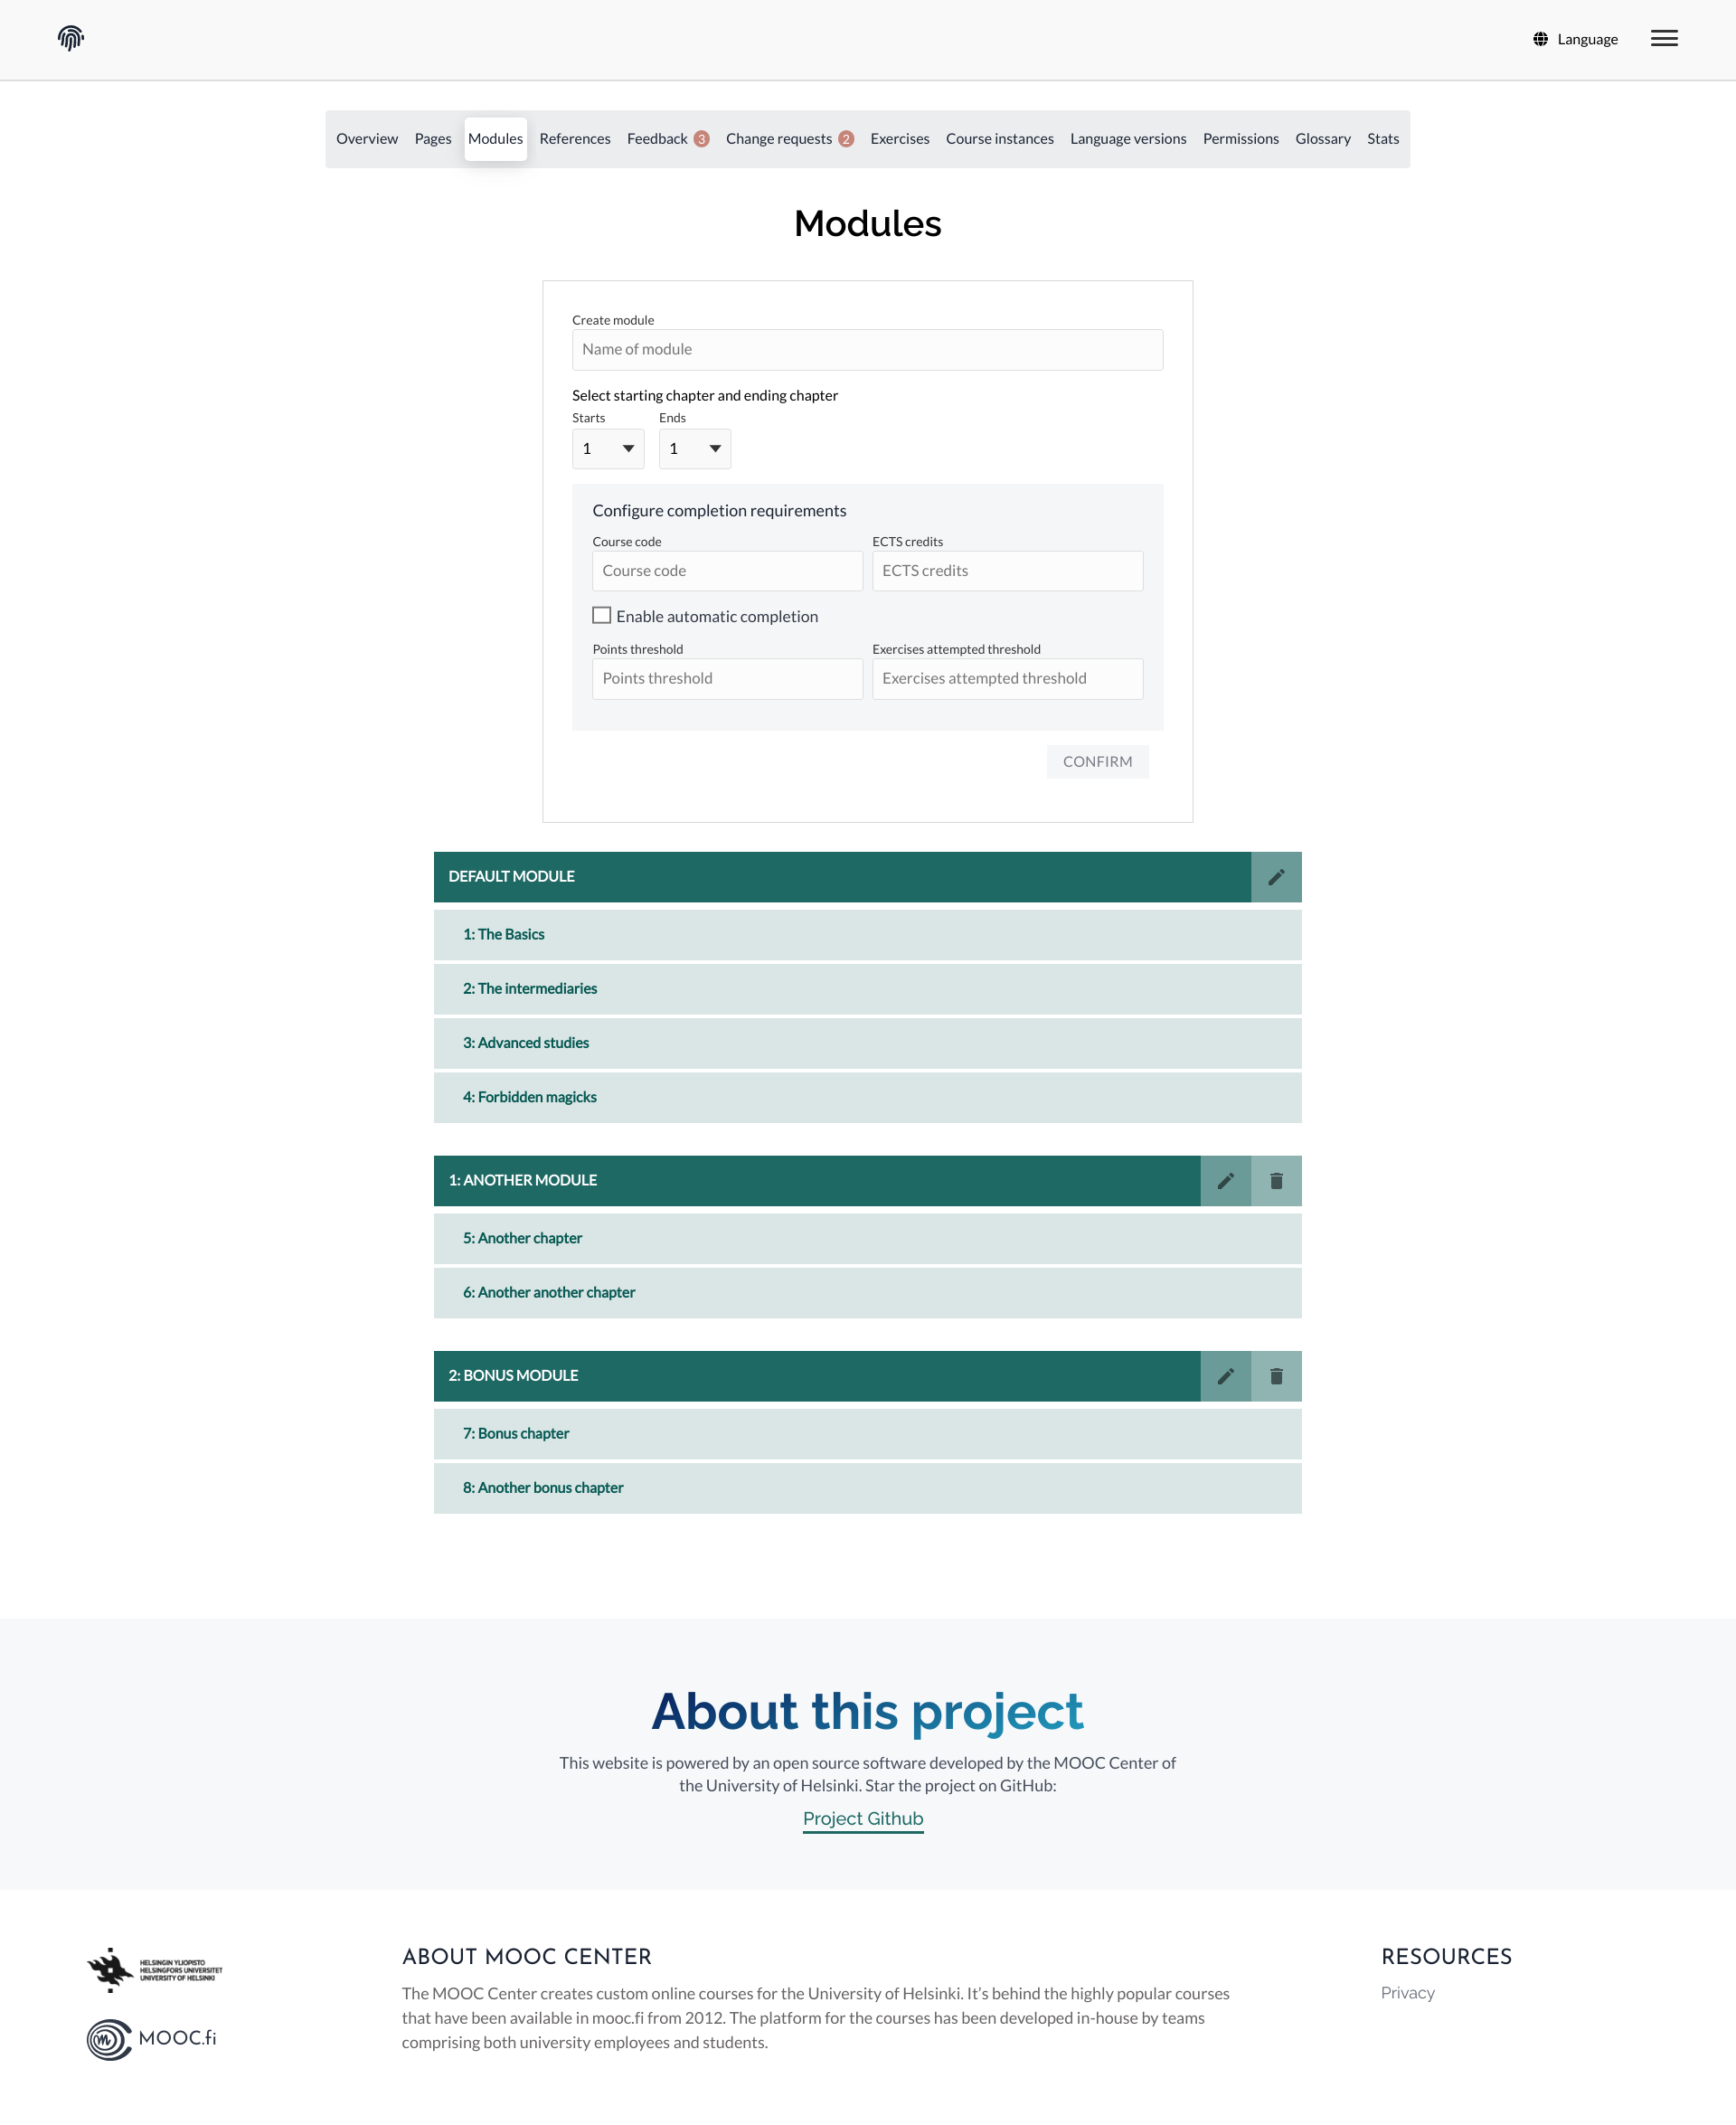 Language
Overview Pages Modules References Feedback 3 Change requests 2 Exercises Course instances Language versions Permissions Glossary Stats
Modules
Create module
Name of module
Select starting chapter and ending chapter
Starts Ends
1 1
Configure completion requirements
Course code ECTS credits
Course code ECTS credits
Enable automatic completion
Points threshold Exercises attempted threshold
Points threshold Exercises attempted threshold
CONFIRM
DEFAULT MODULE
1: The Basics
2: The intermediaries
3: Advanced studies
4: Forbidden magicks
1: ANOTHER MODULE
5: Another chapter
6: Another another chapter
2: BONUS MODULE
7: Bonus chapter
8: Another bonus chapter
About this project
This website is powered by an open source software developed by the MOOC Center of
the University of Helsinki. Star the project on GitHub:
Project Github
HELSINGIN YLIOPISTO
HELSINGFORS UNIVERSITET
UNIVERSITY OF HELSINKI
MOOC.fi
ABOUT MOOC CENTER
The MOOC Center creates custom online courses for the University of Helsinki. It’s behind the highly popular courses
that have been available in mooc.fi from 2012. The platform for the courses has been developed in-house by teams
comprising both university employees and students.
RESOURCES
Privacy